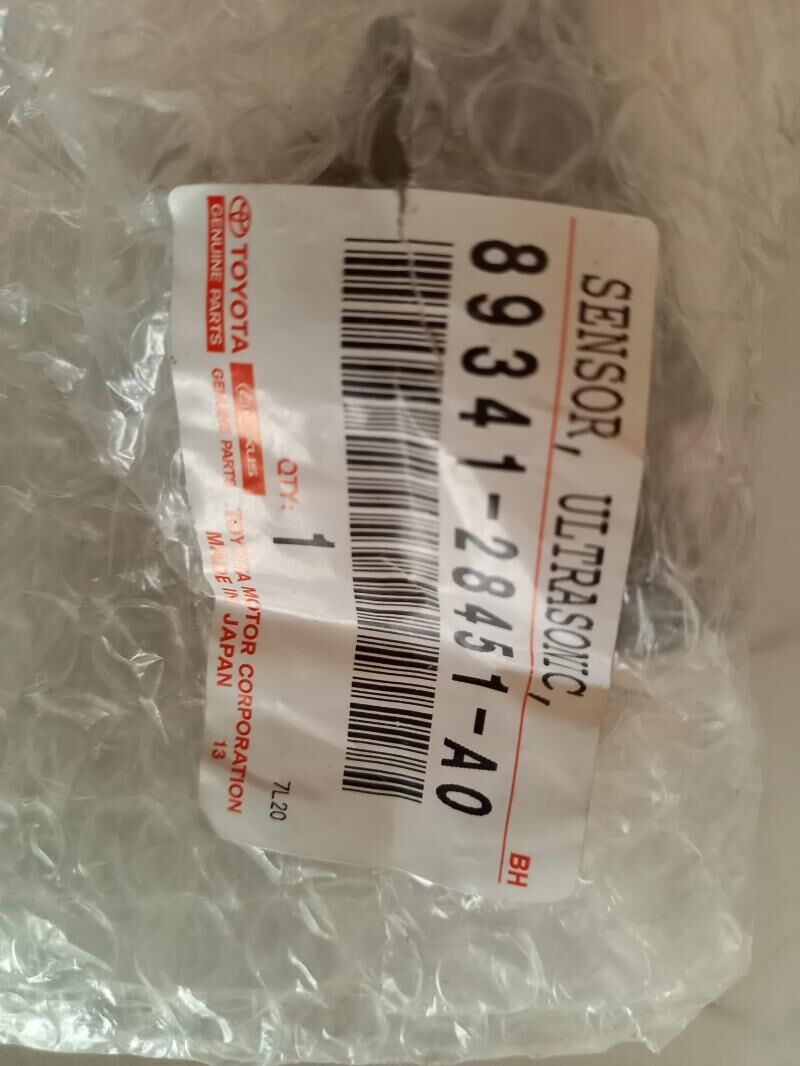 SENSOR, ULTRASONIC,
BH
89341-28451-A0
QTY: 1
7L20
TOYOTA LEXUS TOYOTA MOTOR CORPORATION
GENUINE PARTS GENUINE PARTS MADE IN JAPAN 13